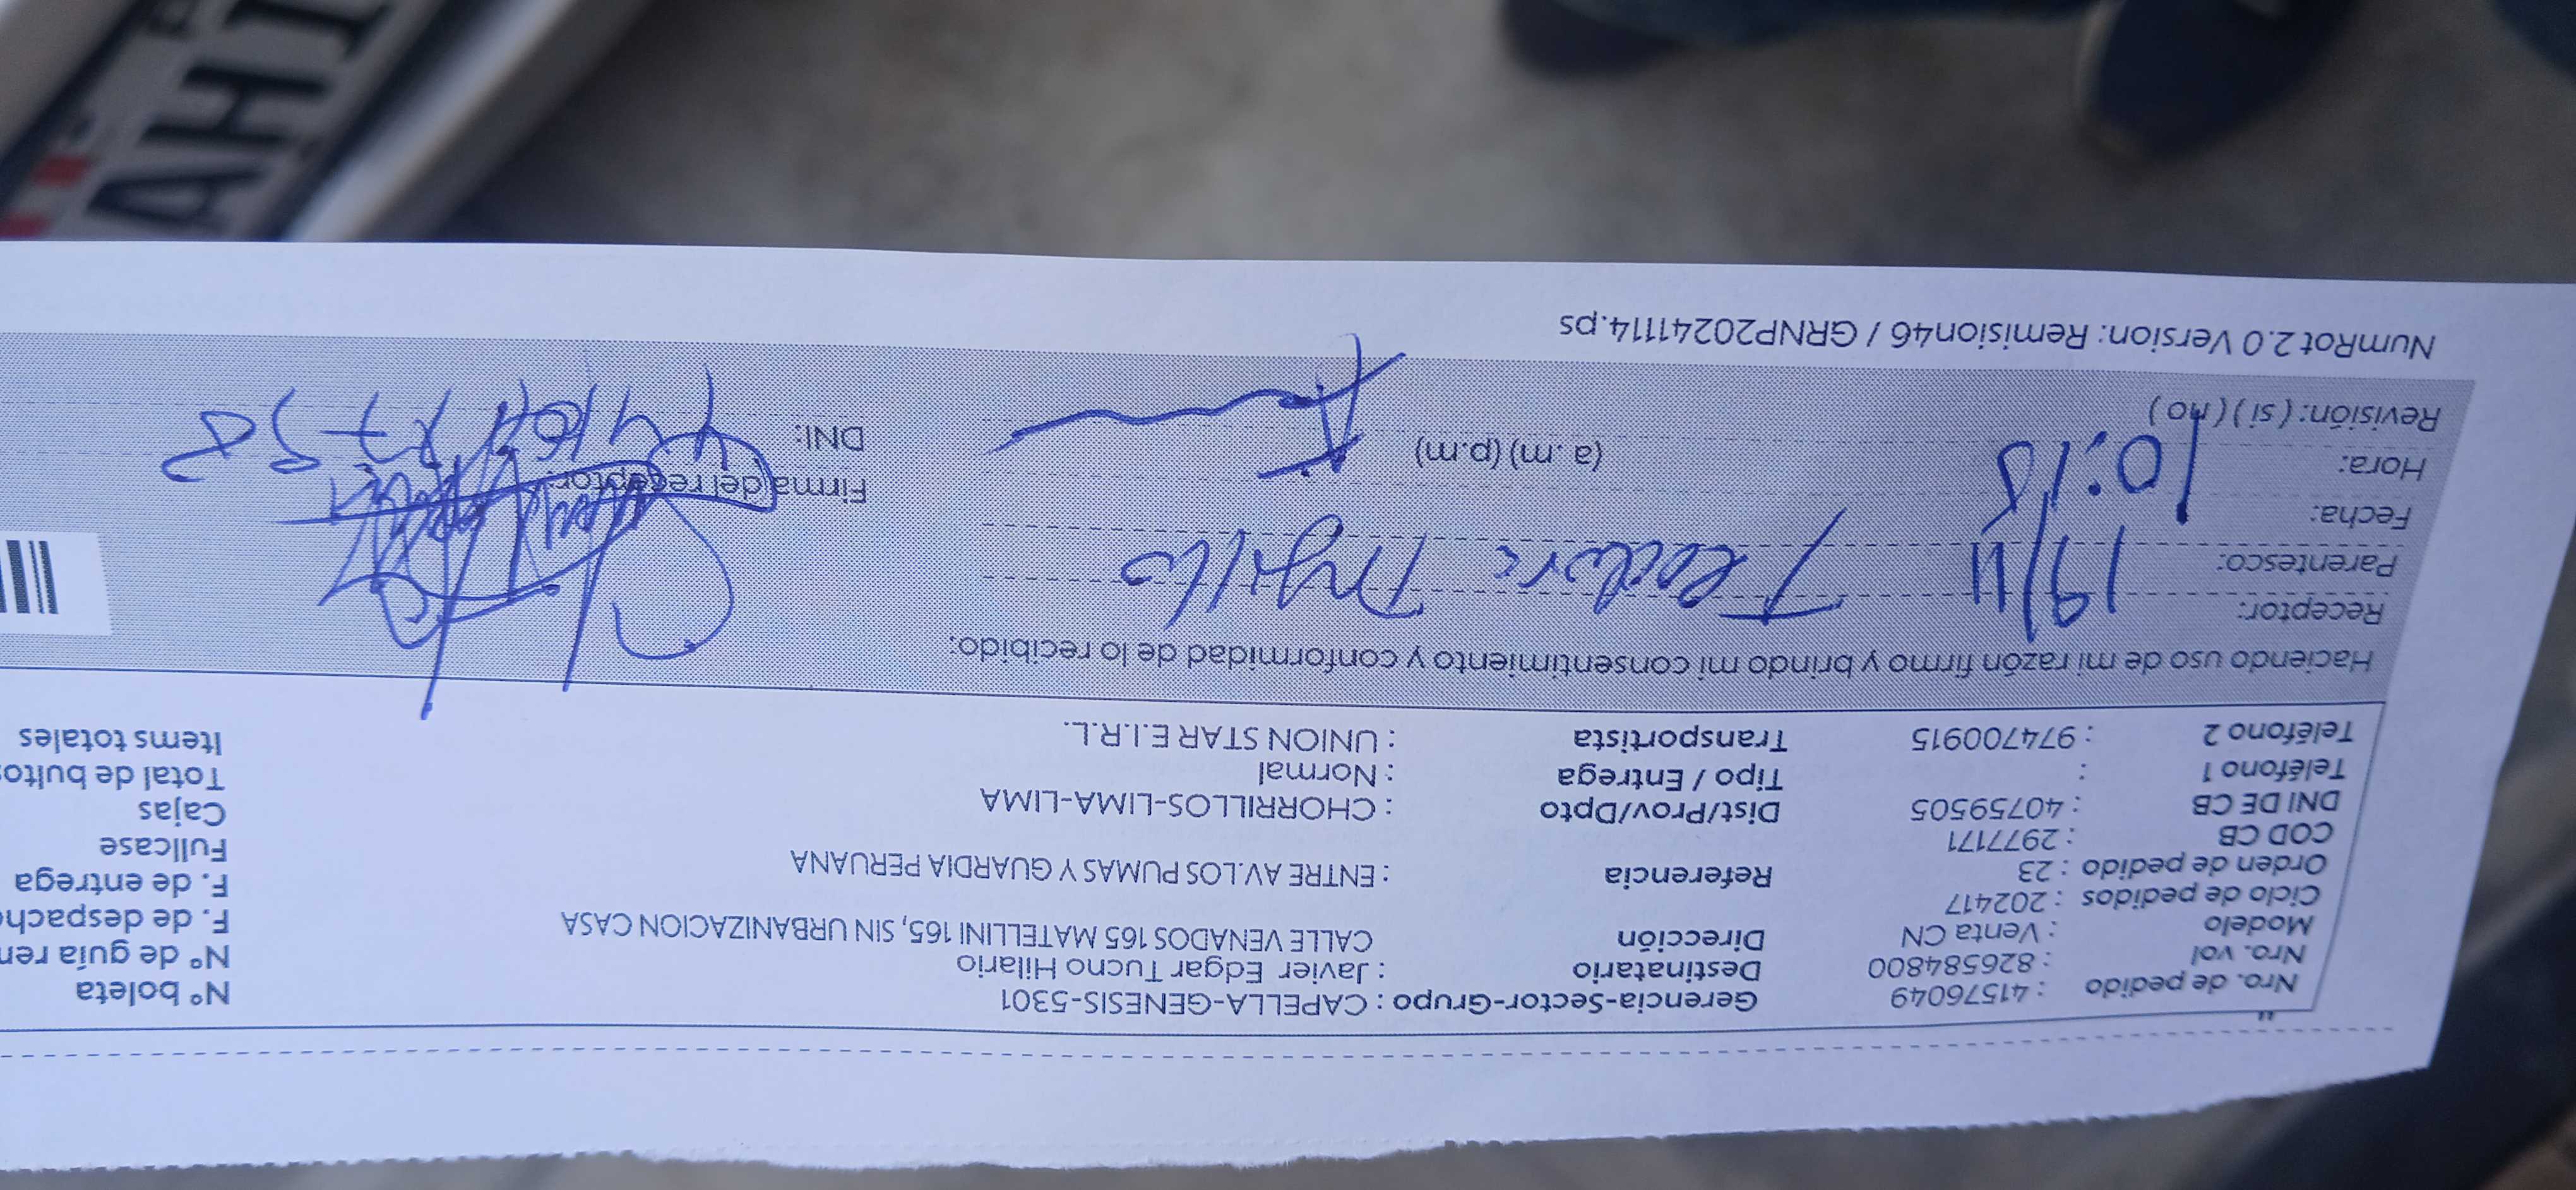 Nro. de pedido : 41576049 Gerencia-Sector-Grupo : CAPELLA-GENESIS-5301 N° boleta
Nro. vol : 826584800 Destinatario : Javier Edgar Tucno Hilario N° de guía
Modelo : Venta CN Dirección CALLE VENADOS 165 MATELLINI 165, SIN URBANIZACION CASA F. de
Ciclo de pedidos : 202417 F. de entrega
Orden de pedido : 23 Referencia : ENTRE AV.LOS PUMAS Y GUARDIA PERUANA Fullcase
COD CB : 2977171 Cajas
DNI DE CB : 40759505 Dist/Prov/Dpto : CHORRILLOS-LIMA-LIMA Total de
Teléfono 1 : Tipo / Entrega : Normal Items totales
Teléfono 2 : 974700915 Transportista : UNION STAR E.I.R.L.
Haciendo uso de mi razón firmo y brindo mi consentimiento y conformidad de lo recibido.
Receptor:
Parentesco: 19/11
Fecha:
Hora: 10:18 (a.m) (p.m) Firma del receptor:
Revisión: (si) (no) DNI:
NumRot 2.0 Version: Remision46 / GRNP20241114.ps
AH1